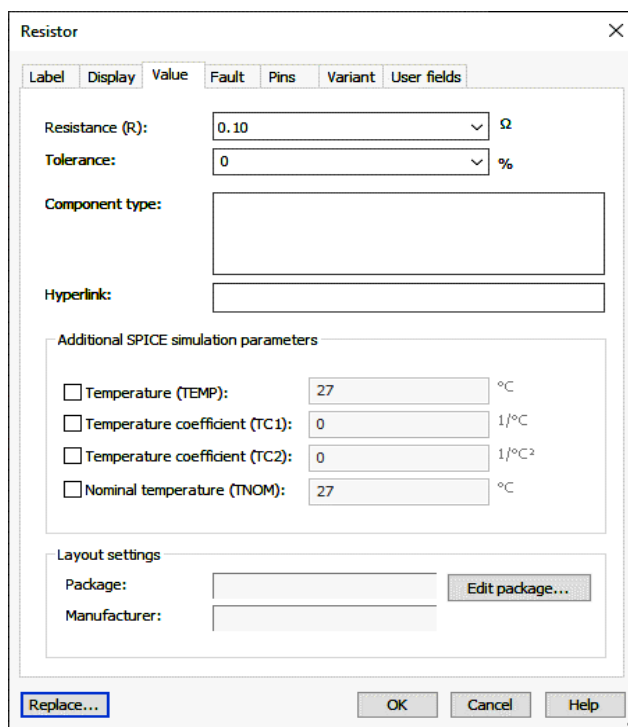 Resistor
Label Display Value Fault Pins Variant User fields
Resistance (R): 0.10 Ω
Tolerance: 0 %
Component type:
Hyperlink:
Additional SPICE simulation parameters
Temperature (TEMP): 27 °C
Temperature coefficient (TC1): 0 1/°C
Temperature coefficient (TC2): 0 1/°C²
Nominal temperature (TNOM): 27 °C
Layout settings
Package: Edit package...
Manufacturer:
Replace... OK Cancel Help